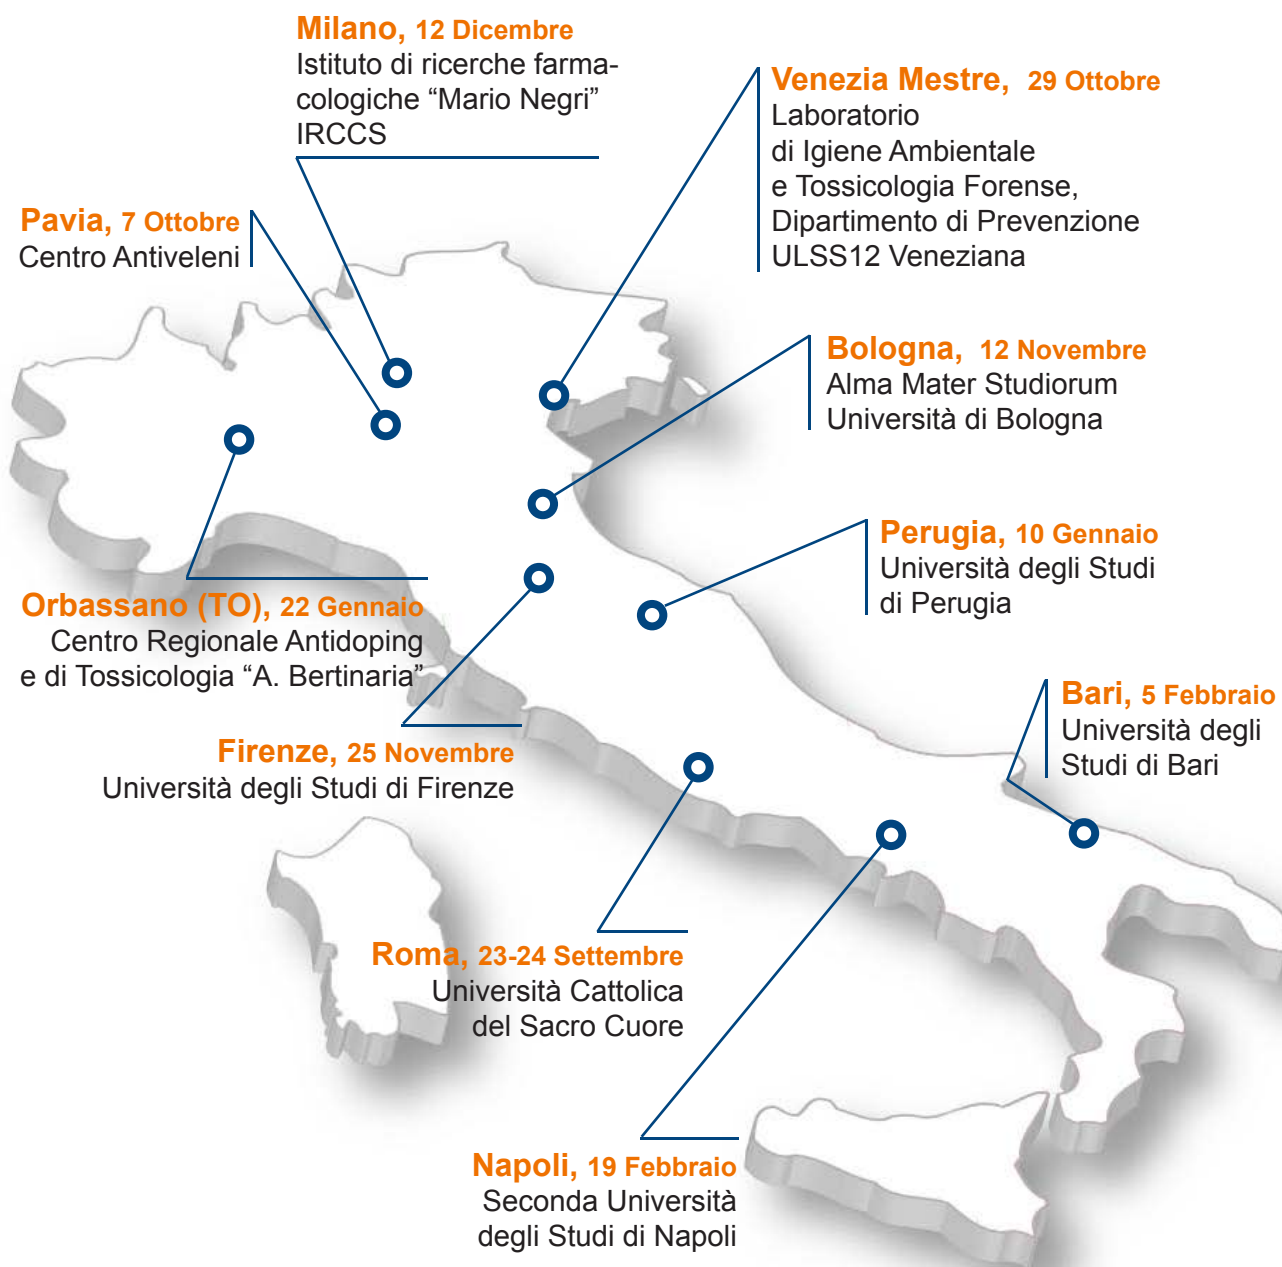 Milano, 12 Dicembre
Istituto di ricerche farma-
cologiche “Mario Negri”
IRCCS
Venezia Mestre, 29 Ottobre
Laboratorio
di Igiene Ambientale
e Tossicologia Forense,
Dipartimento di Prevenzione
ULSS12 Veneziana
Pavia, 7 Ottobre
Centro Antiveleni
Bologna, 12 Novembre
Alma Mater Studiorum
Università di Bologna
Perugia, 10 Gennaio
Università degli Studi
di Perugia
Orbassano (TO), 22 Gennaio
Centro Regionale Antidoping
e di Tossicologia “A. Bertinaria”
Bari, 5 Febbraio
Università degli
Studi di Bari
Firenze, 25 Novembre
Università degli Studi di Firenze
Roma, 23-24 Settembre
Università Cattolica
del Sacro Cuore
Napoli, 19 Febbraio
Seconda Università
degli Studi di Napoli